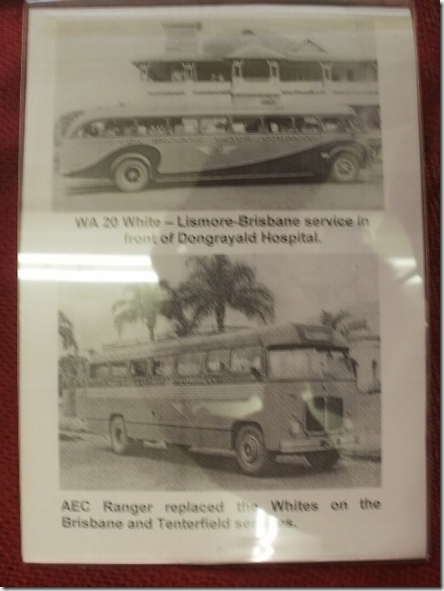 WA 20 White – Lismore-Brisbane service in
front of Dongrayald Hospital.
AEC Ranger replaced the Whites on the
Brisbane and Tenterfield